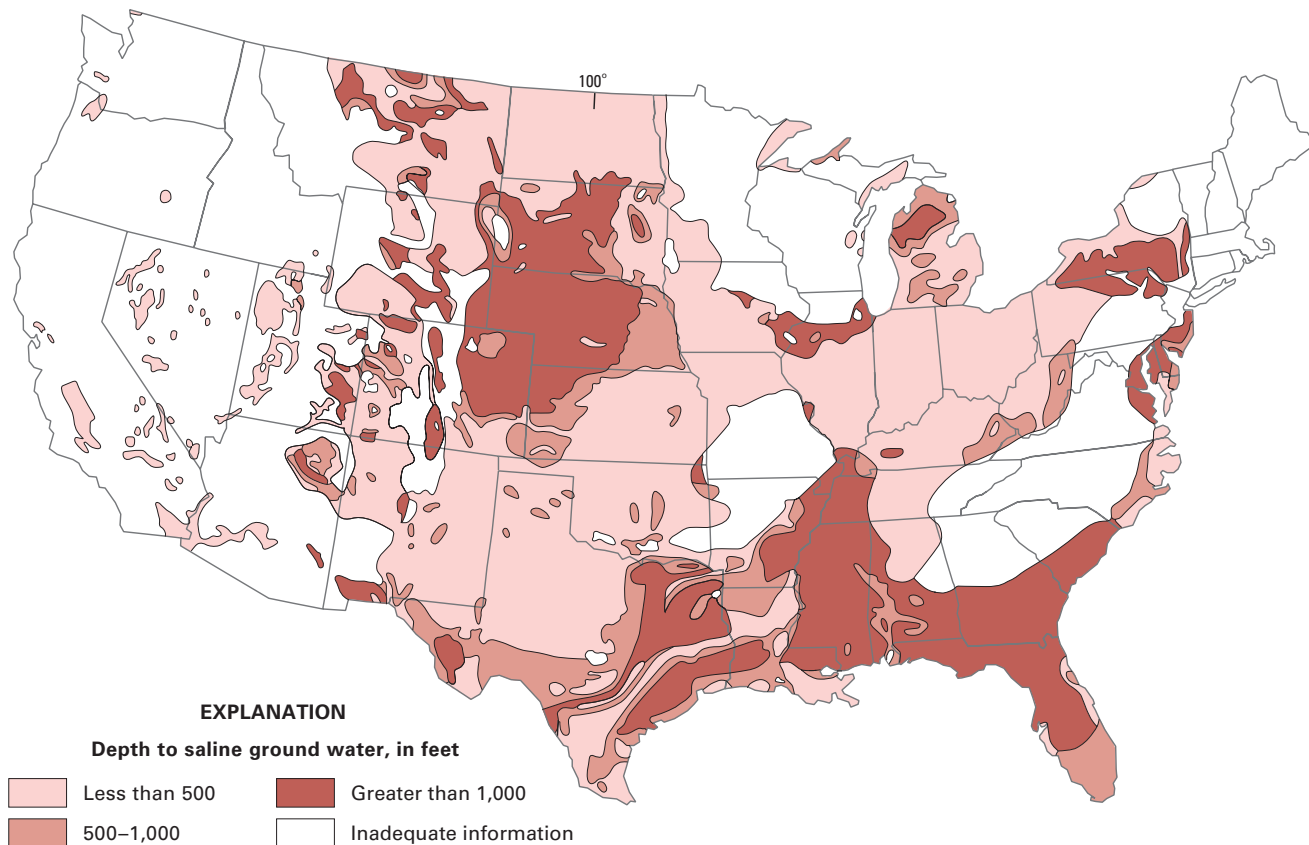 100°
EXPLANATION
Depth to saline ground water, in feet
Less than 500
Greater than 1,000
500–1,000
Inadequate information